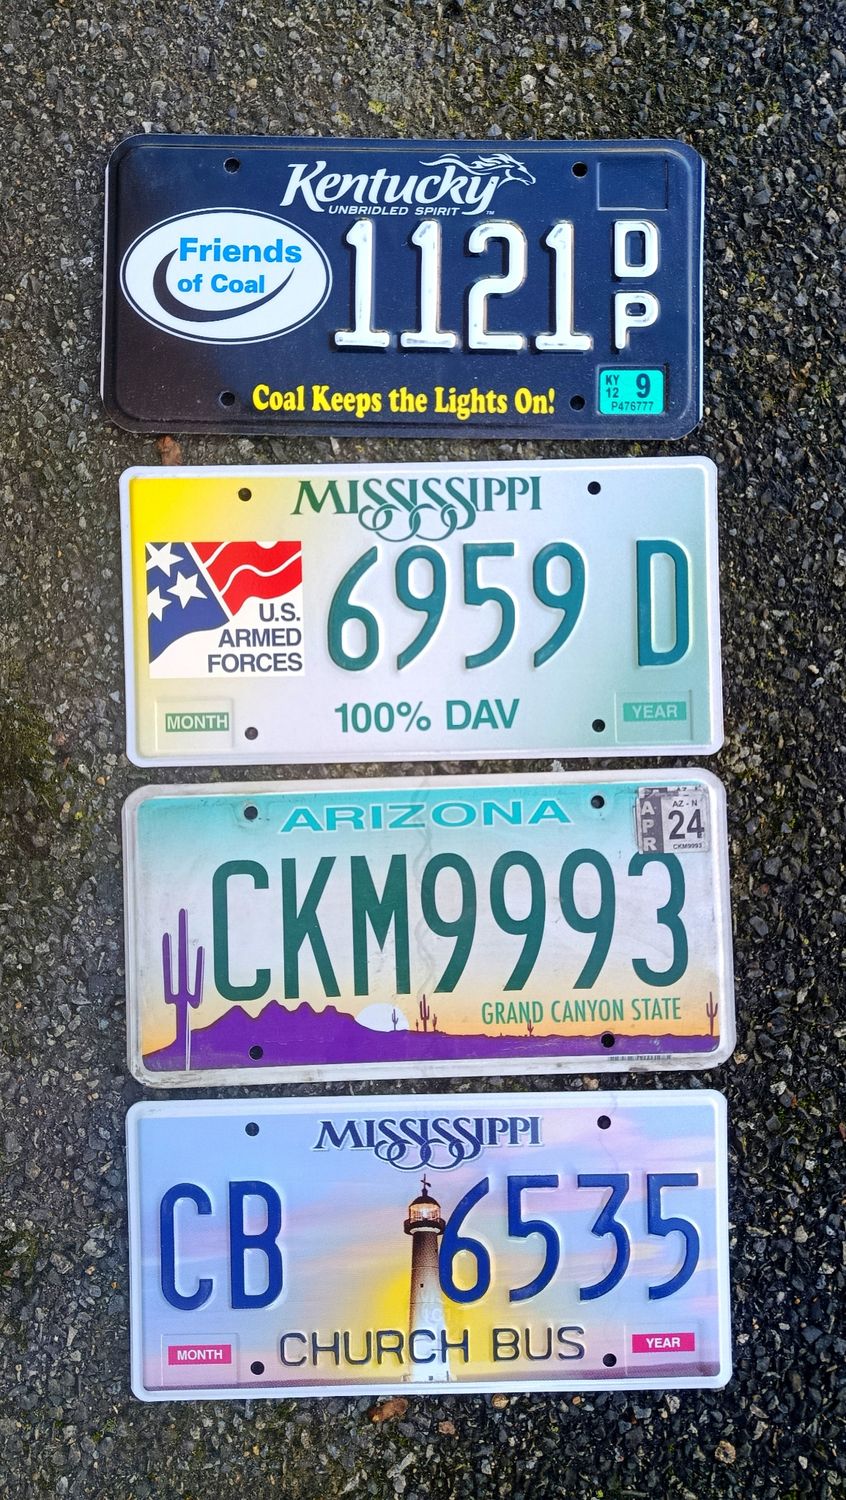 Kentucky
UNBRIDLED SPIRIT™
Friends
of Coal
1121 DP
Coal Keeps the Lights On!
KY 12 9
P476777
MISSISSIPPI
U.S.
ARMED
FORCES
6959 D
MONTH
100% DAV
YEAR
ARIZONA
APR
AZ - N
24
CKM9993
CKM9993
GRAND CANYON STATE
MISSISSIPPI
CB 6535
MONTH
CHURCH BUS
YEAR